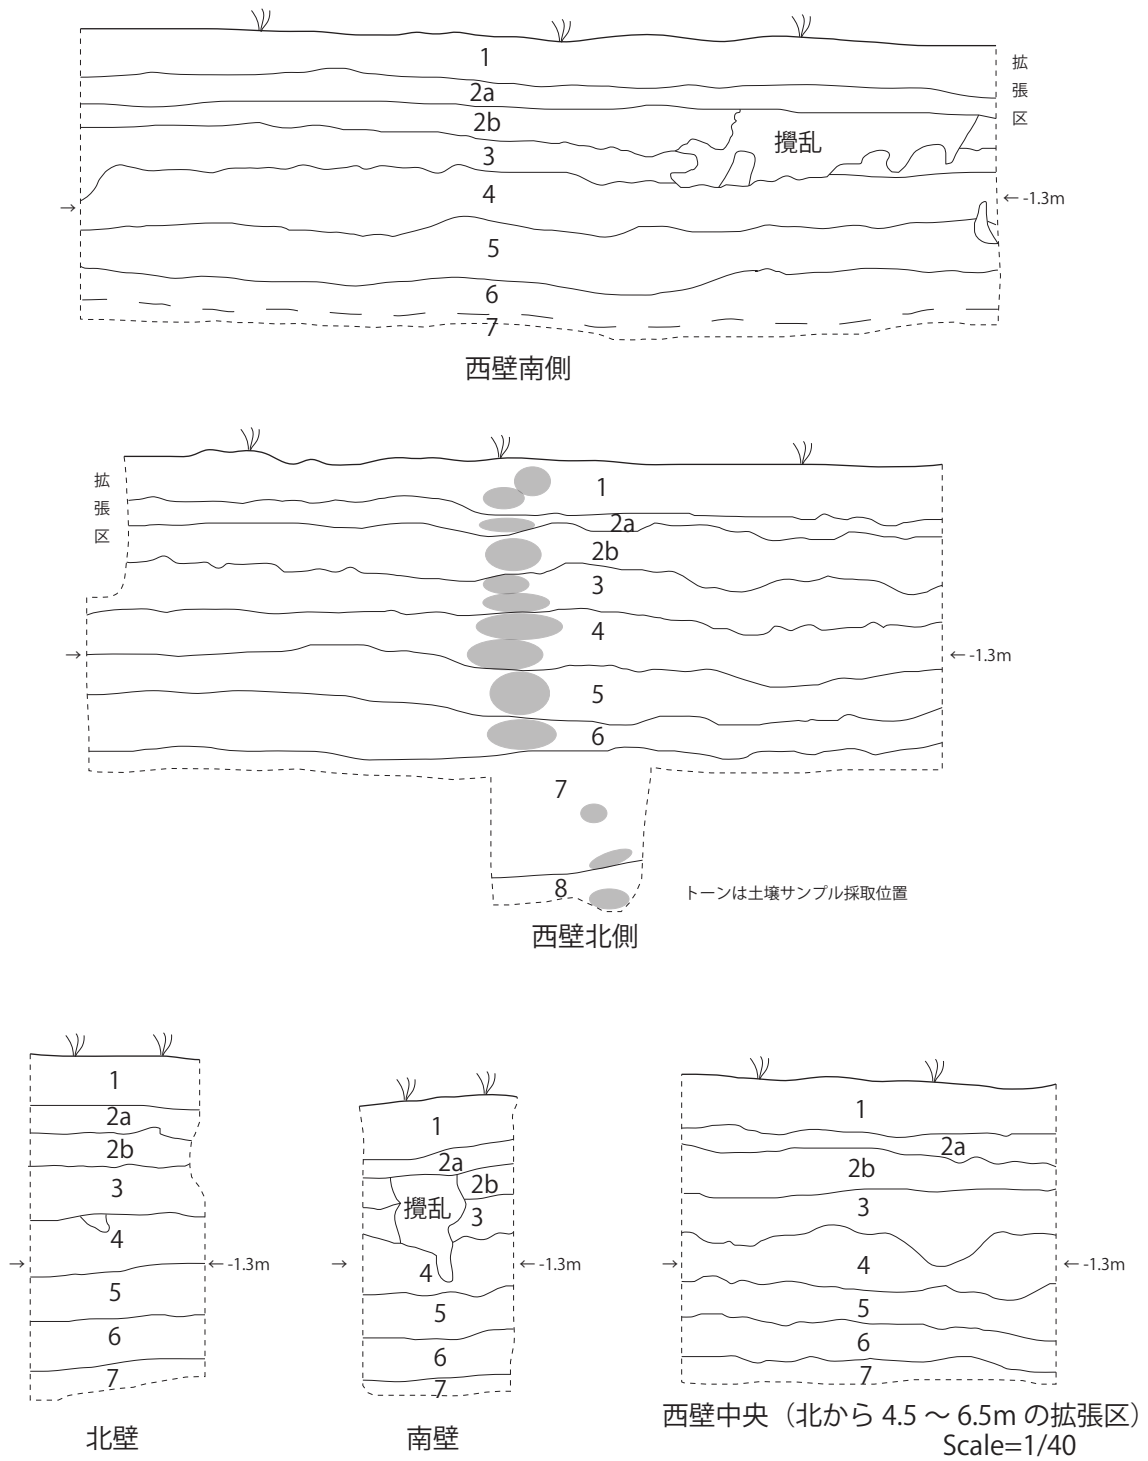 1
2a
2b
3
4
5
6
7
攪乱
拡
張
区
→
← -1.3m
西壁南側
拡
張
区
1
2a
2b
3
4
5
6
7
8
→
← -1.3m
トーンは土壌サンプル採取位置
西壁北側
1
2a
2b
3
4
5
6
7
→
← -1.3m
北壁
1
2a
2b
攪乱
3
4
5
6
7
→
← -1.3m
南壁
1
2a
2b
3
4
5
6
7
→
← -1.3m
西壁中央（北から 4.5 〜 6.5m の拡張区）
Scale=1/40